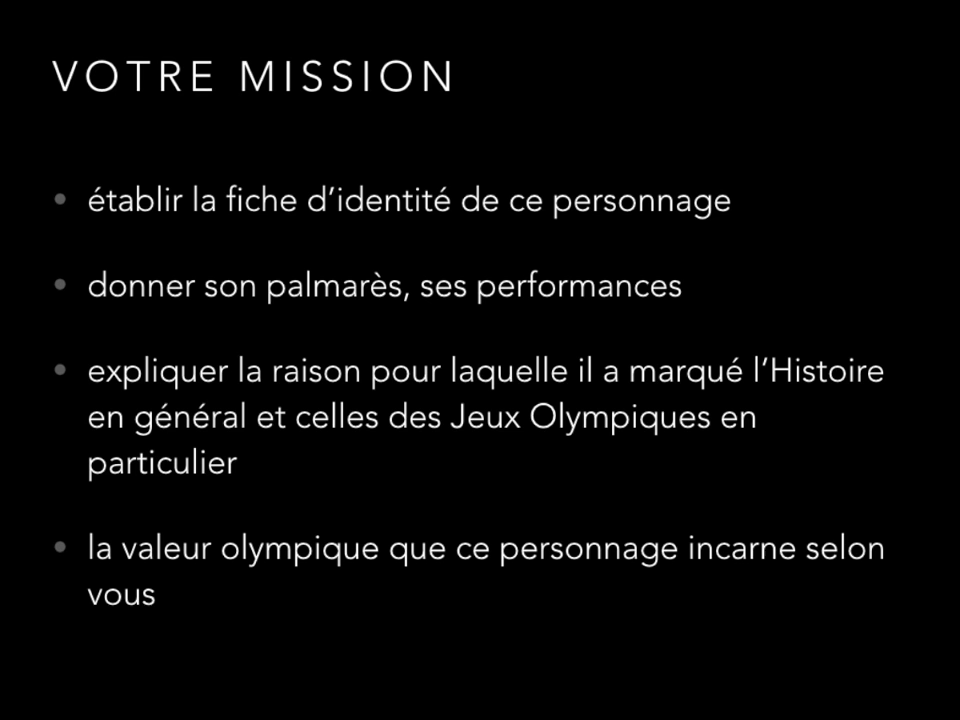 VOTRE MISSION
• établir la fiche d’identité de ce personnage
• donner son palmarès, ses performances
• expliquer la raison pour laquelle il a marqué l’Histoire
en général et celles des Jeux Olympiques en
particulier
• la valeur olympique que ce personnage incarne selon
vous